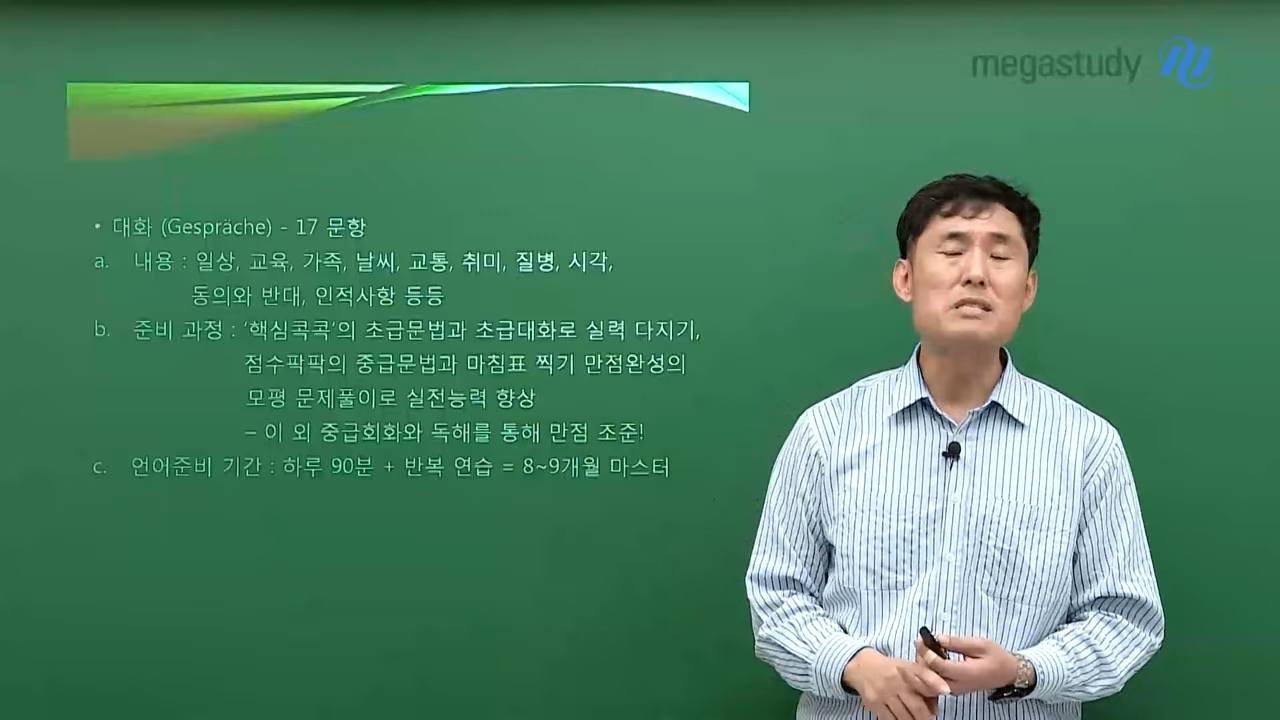 megastudy
• 대화 (Gespräche) - 17 문항
a. 내용 : 일상, 교육, 가족, 날씨, 교통, 취미, 질병, 시각,
동의와 반대, 인적사항 등등
b. 준비 과정 : '핵심콕콕'의 초급문법과 초급대화로 실력 다지기,
점수팍팍의 중급문법과 마침표 찍기 만점완성의
모평 문제풀이로 실전능력 향상
– 이 외 중급회화와 독해를 통해 만점 조준!
c. 언어준비 기간 : 하루 90분 + 반복 연습 = 8~9개월 마스터